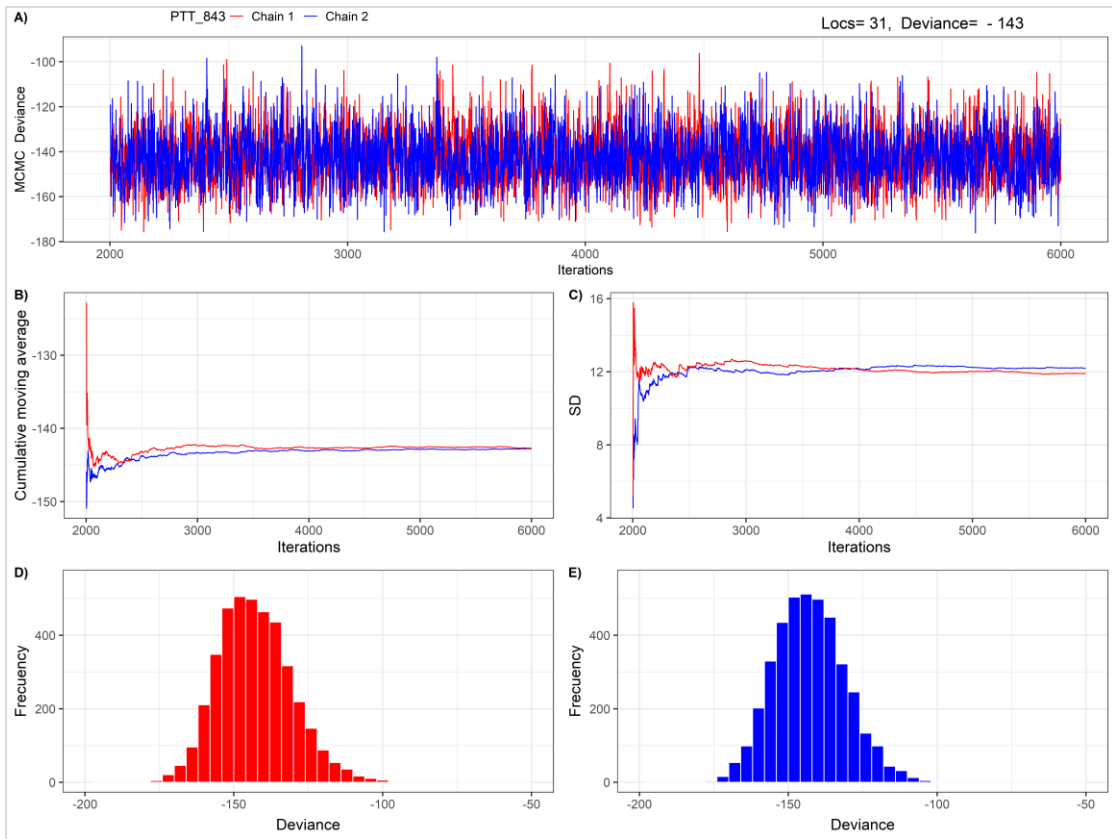 A) PTT_843 Chain 1 Chain 2 Locs= 31, Deviance= - 143
MCMC Deviance
-100
-120
-140
-160
-180
2000 3000 4000 5000 6000
Iterations
B)
Cumulative moving average
-130
-140
-150
2000 3000 4000 5000 6000
Iterations
C)
SD
16
12
8
4
2000 3000 4000 5000 6000
Iterations
D)
Frecuency
400
200
0
-200 -150 -100 -50
Deviance
E)
Frecuency
400
200
0
-200 -150 -100 -50
Deviance